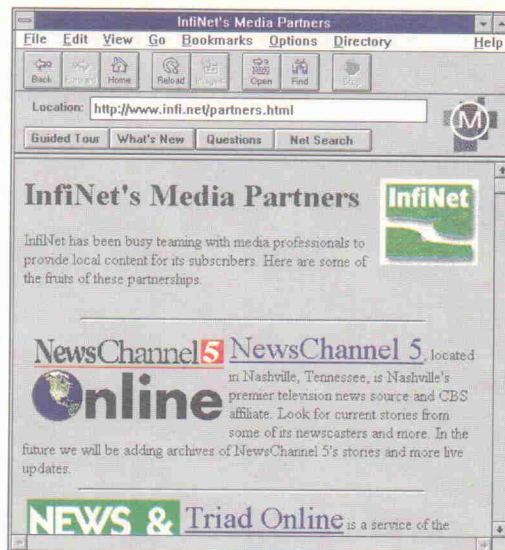 InfiNet's Media Partners
File Edit View Go Bookmarks Options Directory Help
Back Forward Home Reload Images Open Find Stop
Location: http://www.infi.net/partners.html
M
Guided Tour What's New Questions Net Search
InfiNet's Media Partners
InfiNet
InfiNet has been busy teaming with media professionals to
provide local content for its subscribers. Here are some of
the fruits of these partnerships.
NewsChannel 5 Online
NewsChannel 5, located
in Nashville, Tennessee, is Nashville's
premier television news source and CBS
affiliate. Look for current stories from
some of its newscasters and more. In the
future we will be adding archives of NewsChannel 5's stories and more live
updates.
NEWS & Triad Online is a service of the